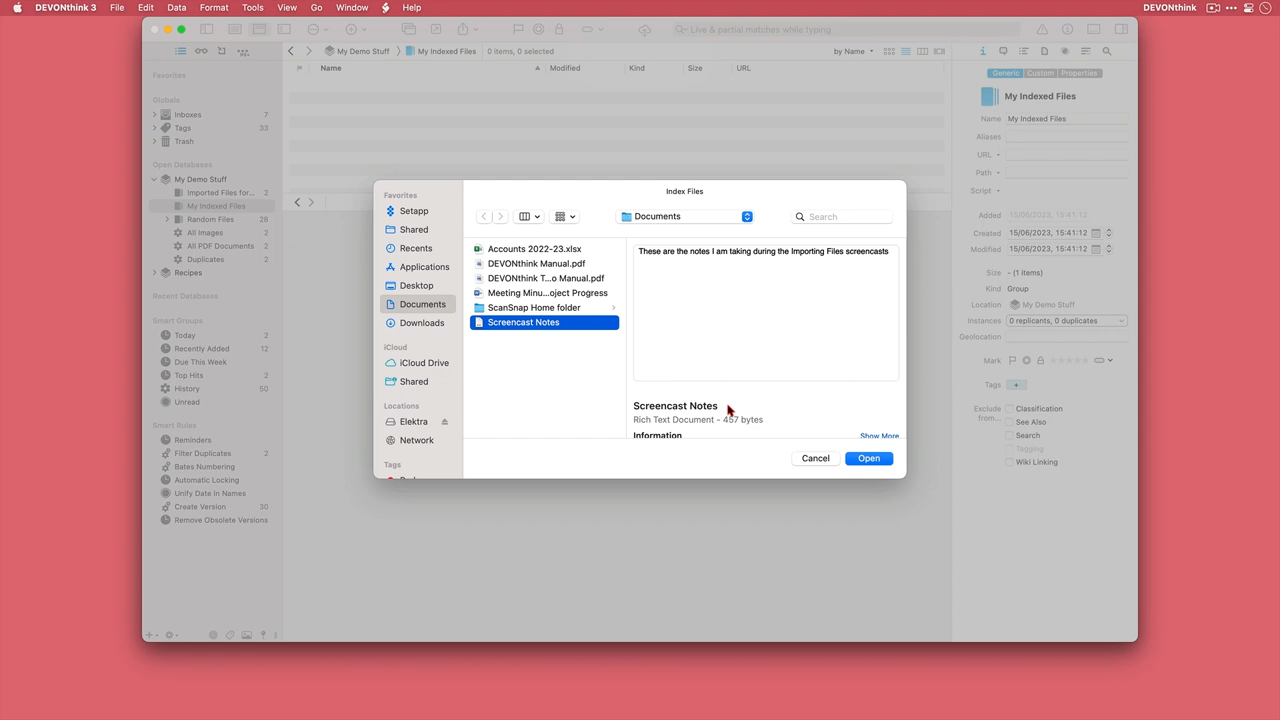 DEVONthink 3 File Edit Data Format Tools View Go Window Help DEVONthink
Live & partial matches while typing
My Demo Stuff My Indexed Files 0 items, 0 selected by Name
Name Modified Kind Size URL
Favorites
Globals
Inboxes 7
Tags 33
Trash
Open Databases
My Demo Stuff
Imported Files for... 2
My Indexed Files
Random Files 28
All Images 2
All PDF Documents 2
Duplicates 2
Recipes
Recent Databases
Smart Groups
Today 2
Recently Added 12
Due This Week
Top Hits 2
History 50
Unread
Smart Rules
Reminders
Filter Duplicates 2
Bates Numbering
Automatic Locking
Unify Date In Names
Create Version 30
Remove Obsolete Versions
Index Files
Favorites
Setapp
Shared
Recents
Applications
Desktop
Documents
Downloads
iCloud
iCloud Drive
Shared
Locations
Elektra
Network
Tags
Documents
Search
Accounts 2022-23.xlsx
DEVONthink Manual.pdf
DEVONthink T...o Manual.pdf
Meeting Minu...oject Progress
ScanSnap Home folder
Screencast Notes
These are the notes I am taking during the Importing Files screencasts
Screencast Notes
Rich Text Document - 457 bytes
Information Show More
Cancel Open
Generic Custom Properties
My Indexed Files
Name My Indexed Files
Aliases
URL
Path
Script
Added 15/06/2023, 15:41:12
Created 15/06/2023, 15:41:12
Modified 15/06/2023, 15:41:12
Size - (1 items)
Kind Group
Location My Demo Stuff
Instances 0 replicants, 0 duplicates
Geolocation
Mark
Tags +
Exclude from... Classification
See Also
Search
Tagging
Wiki Linking